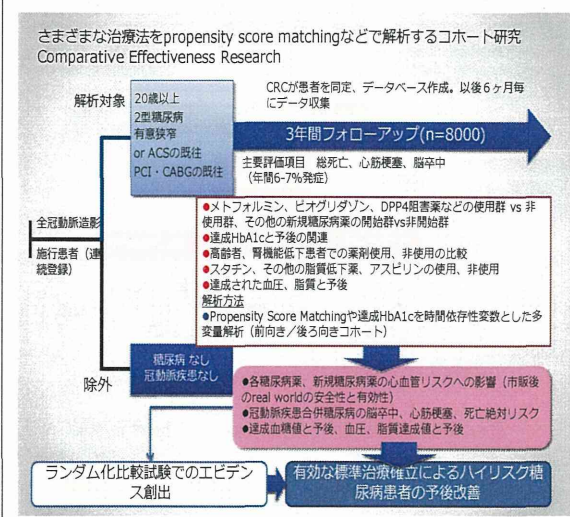 さまざまな治療法をpropensity score matchingなどで解析するコホート研究
Comparative Effectiveness Research
解析対象
20歳以上
2型糖尿病
有意狭窄
or ACSの既往
PCI・CABGの既往
CRCが患者を同定、データベース作成。以後６ヶ月毎
にデータ収集
3年間フォローアップ(n=8000)
主要評価項目 総死亡、心筋梗塞、脳卒中
（年間6-7%発症）
全冠動脈造影
施行患者（連
続登録）
●メトフォルミン、ピオグリダゾン、DPP4阻害薬などの使用群 vs 非
使用群、その他の新規糖尿病薬の開始群vs非開始群
●達成HbA1cと予後の関連
●高齢者、腎機能低下患者での薬剤使用、非使用の比較
●スタチン、その他の脂質低下薬、アスピリンの使用、非使用
●達成された血圧、脂質と予後
解析方法
●Propensity Score Matchingや達成HbA1cを時間依存性変数とした多
変量解析（前向き／後ろ向きコホート）
糖尿病 なし
冠動脈疾患なし
除外
●各糖尿病薬、新規糖尿病薬の心血管リスクへの影響（市販後
のreal worldの安全性と有効性）
●冠動脈疾患合併糖尿病の脳卒中、心筋梗塞、死亡絶対リスク
●達成血糖値と予後、血圧、脂質達成値と予後
ランダム化比較試験でのエビデン
ス創出
有効な標準治療確立によるハイリスク糖
尿病患者の予後改善